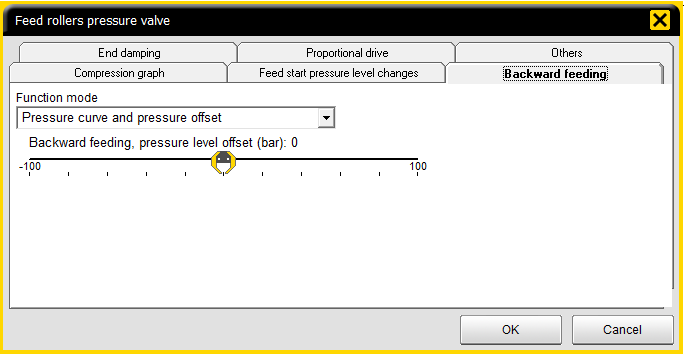 Feed rollers pressure valve
End damping Proportional drive Others
Compression graph Feed start pressure level changes Backward feeding
Function mode
Pressure curve and pressure offset
Backward feeding, pressure level offset (bar): 0
-100 100
OK Cancel